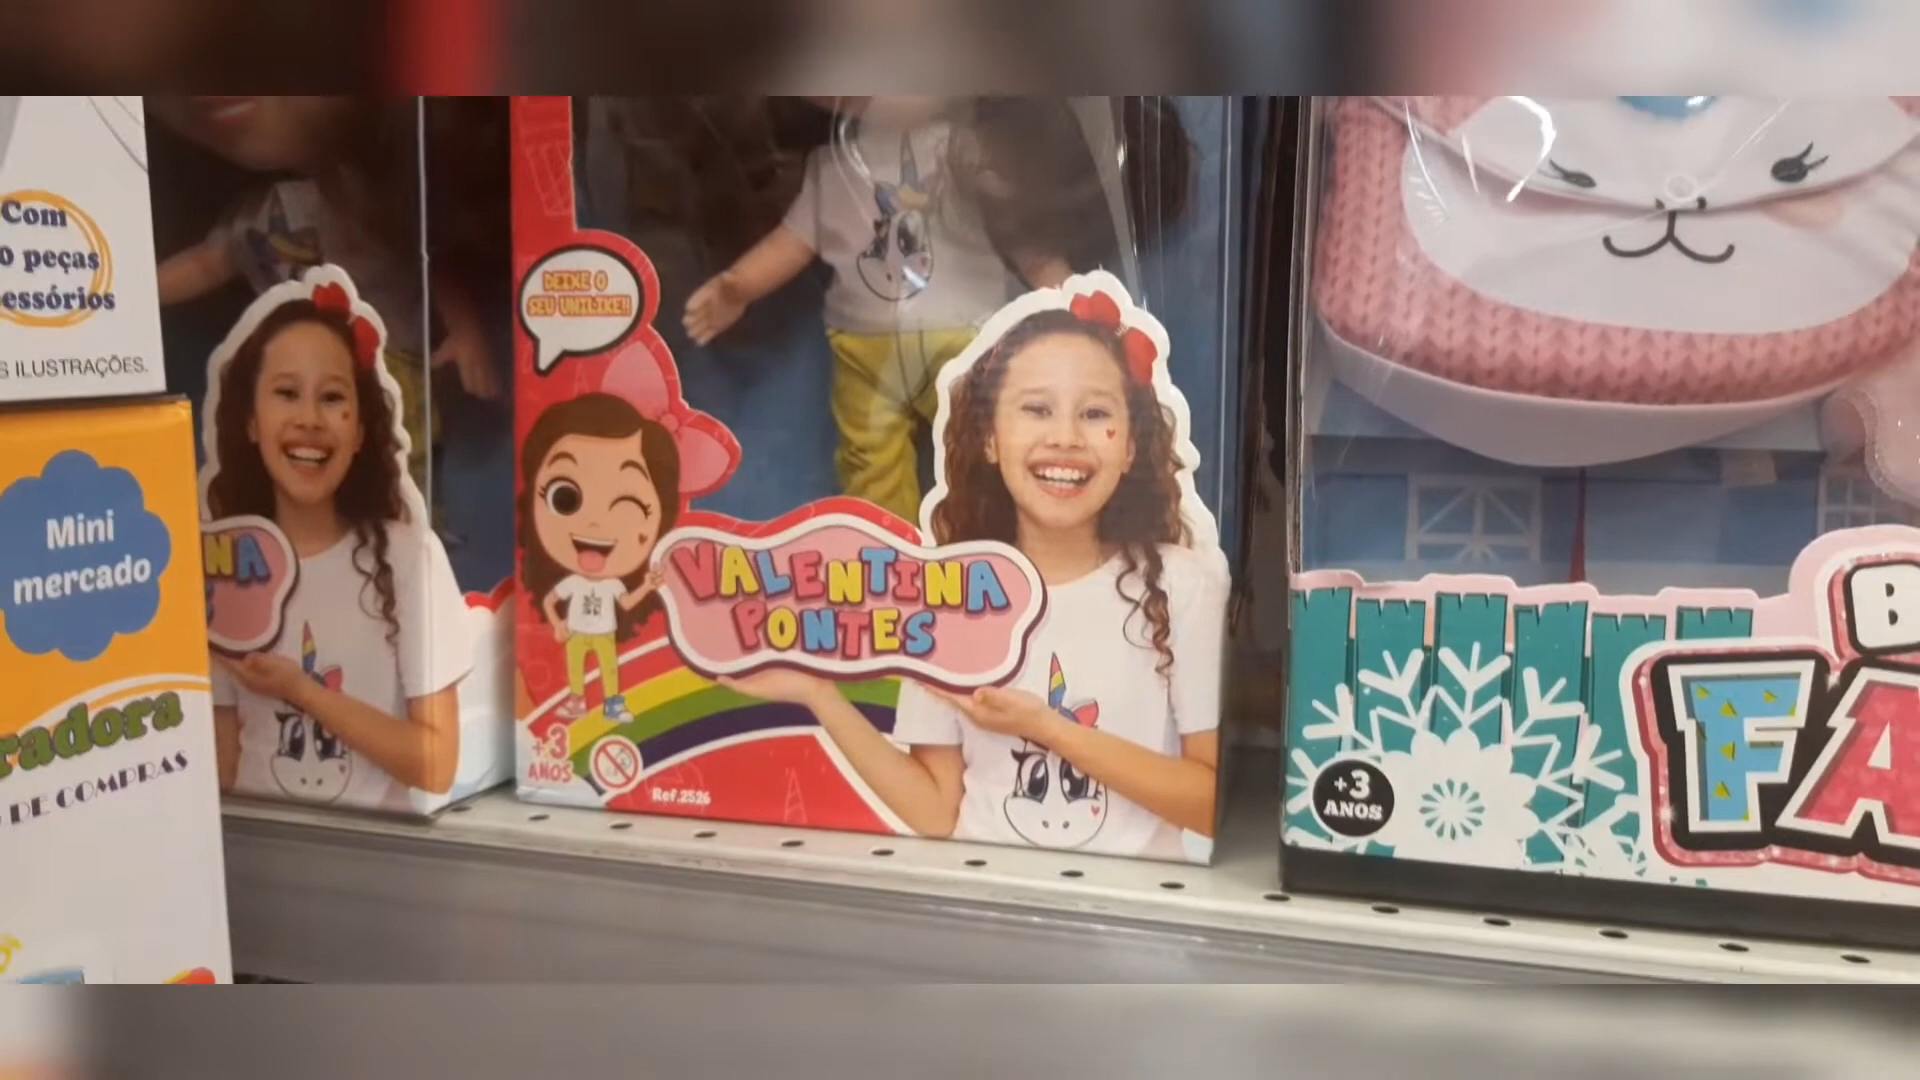 Com
0 peças
essórios
S ILUSTRAÇÕES.
Mini
mercado
radora
DE COMPRAS
NA
DEIXE O
SEU UNILIKE!!
VALENTINA
PONTES
+3
ANOS
Ref.2526
+3
ANOS
B
FA